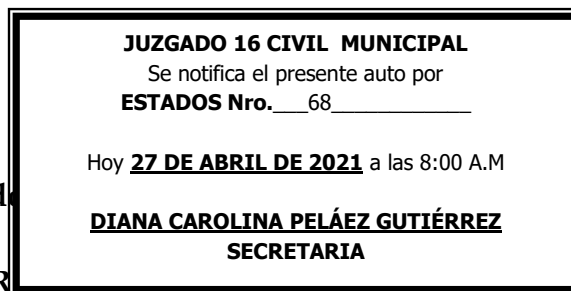 JUZGADO 16 CIVIL MUNICIPAL
Se notifica el presente auto por
ESTADOS Nro.___68____________
Hoy 27 DE ABRIL DE 2021 a las 8:00 A.M
DIANA CAROLINA PELÁEZ GUTIÉRREZ
SECRETARIA